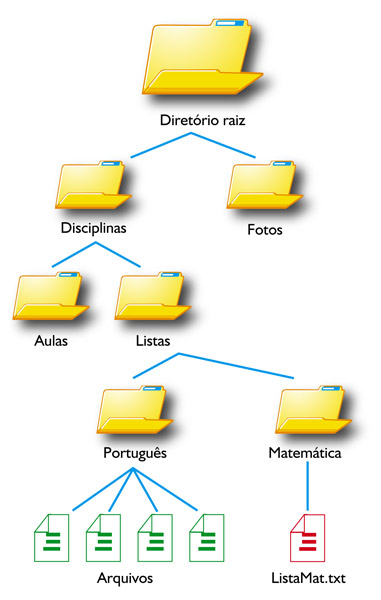 Diretório raiz
Disciplinas
Fotos
Aulas
Listas
Português
Matemática
Arquivos
ListaMat.txt